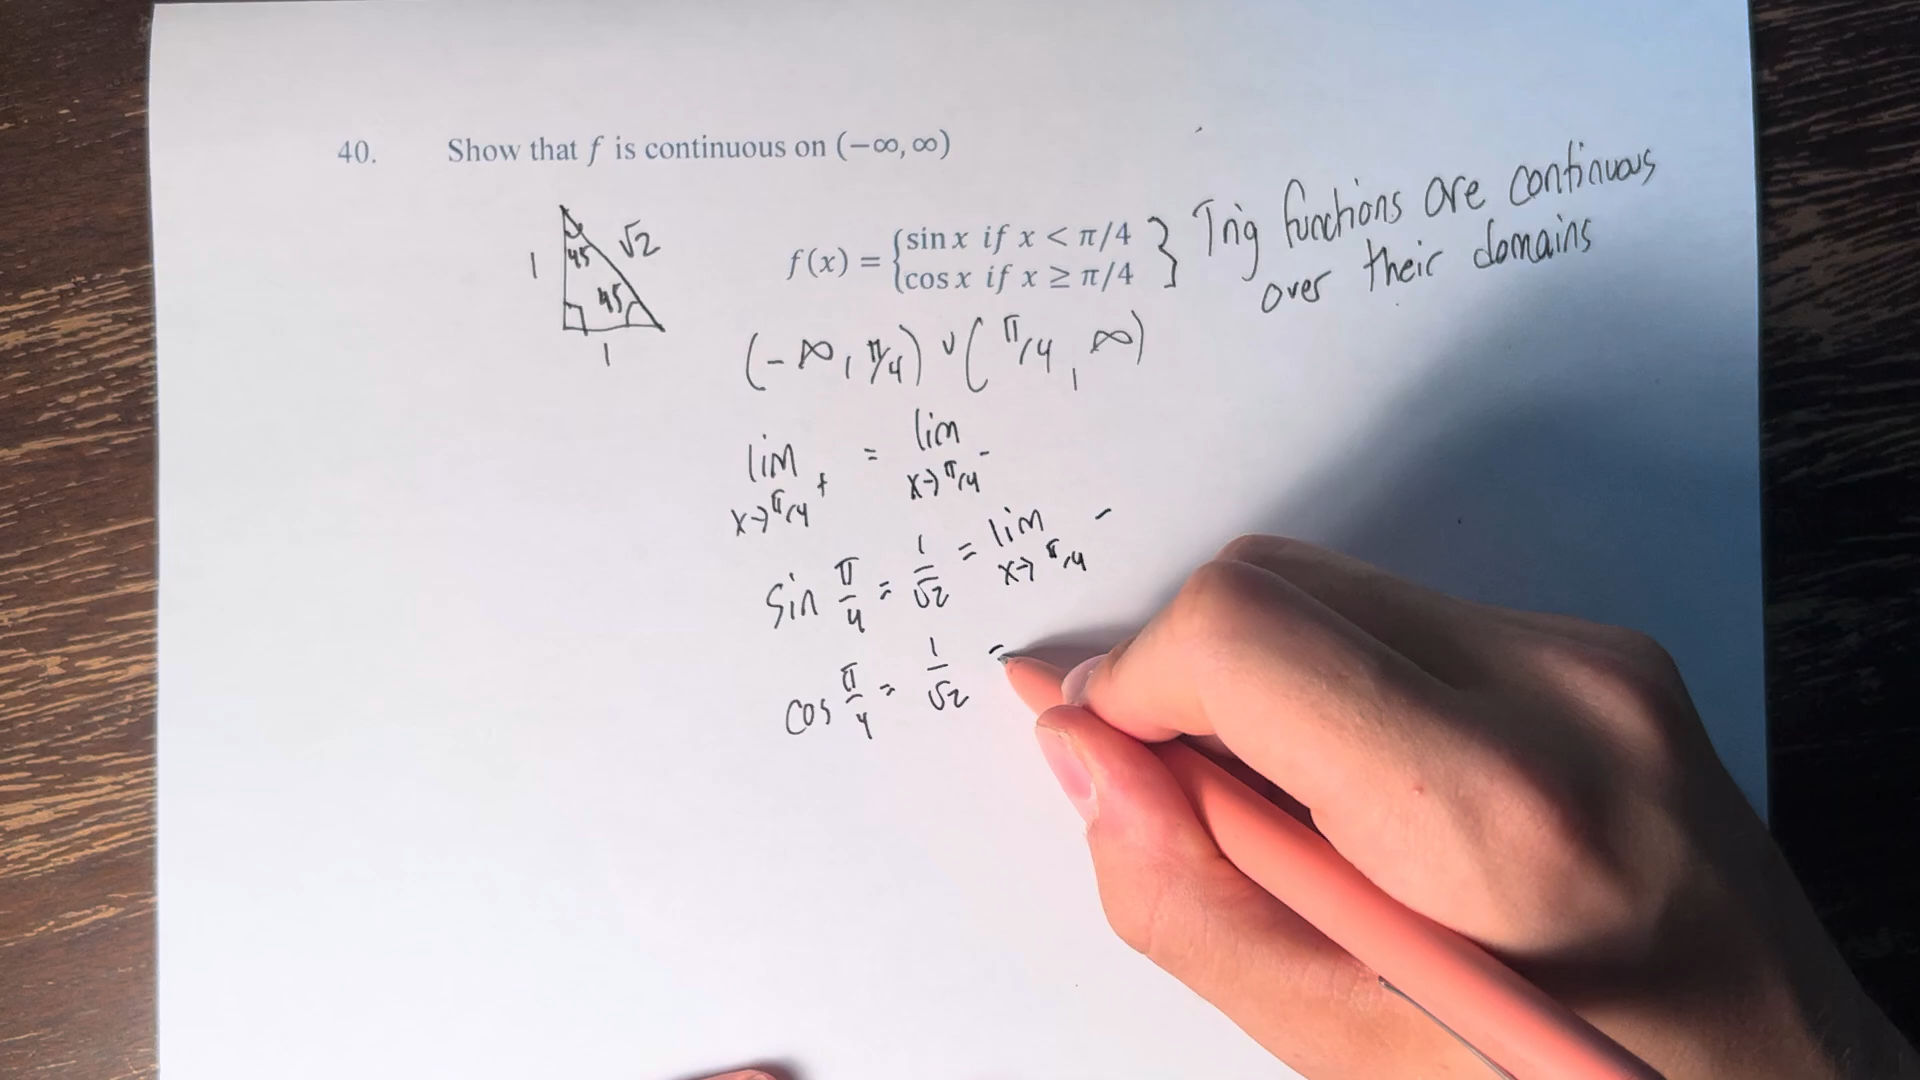 40. Show that f is continuous on (−∞, ∞)
f(x) = {sin x if x < π/4
cos x if x ≥ π/4 }
Trig functions are continuous
over their domains
1 45 √2
45
1
(-∞, π/4) ∪ (π/4, ∞)
lim x→π/4⁺ = lim x→π/4⁻
sin π/4 = 1/√2 = lim x→π/4 ⁻
cos π/4 = 1/√2 =